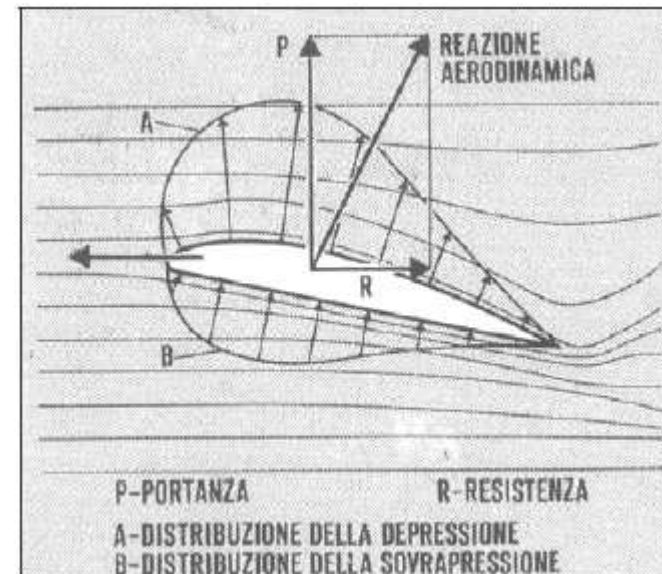 P
REAZIONE
AERODINAMICA
A
R
B
P-PORTANZA R-RESISTENZA
A-DISTRIBUZIONE DELLA DEPRESSIONE
B-DISTRIBUZIONE DELLA SOVRAPRESSIONE